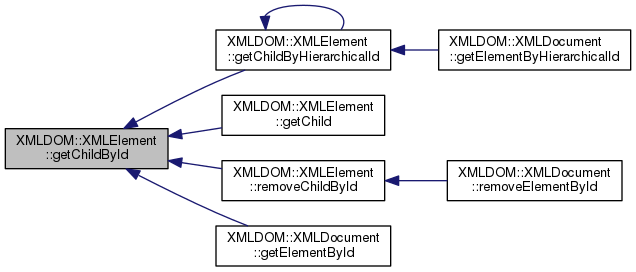 XMLDOM::XMLElement
::getChildByHierarchicalId
XMLDOM::XMLDocument
::getElementByHierarchicalId
XMLDOM::XMLElement
::getChild
XMLDOM::XMLElement
::getChildById
XMLDOM::XMLElement
::removeChildById
XMLDOM::XMLDocument
::removeElementById
XMLDOM::XMLDocument
::getElementById